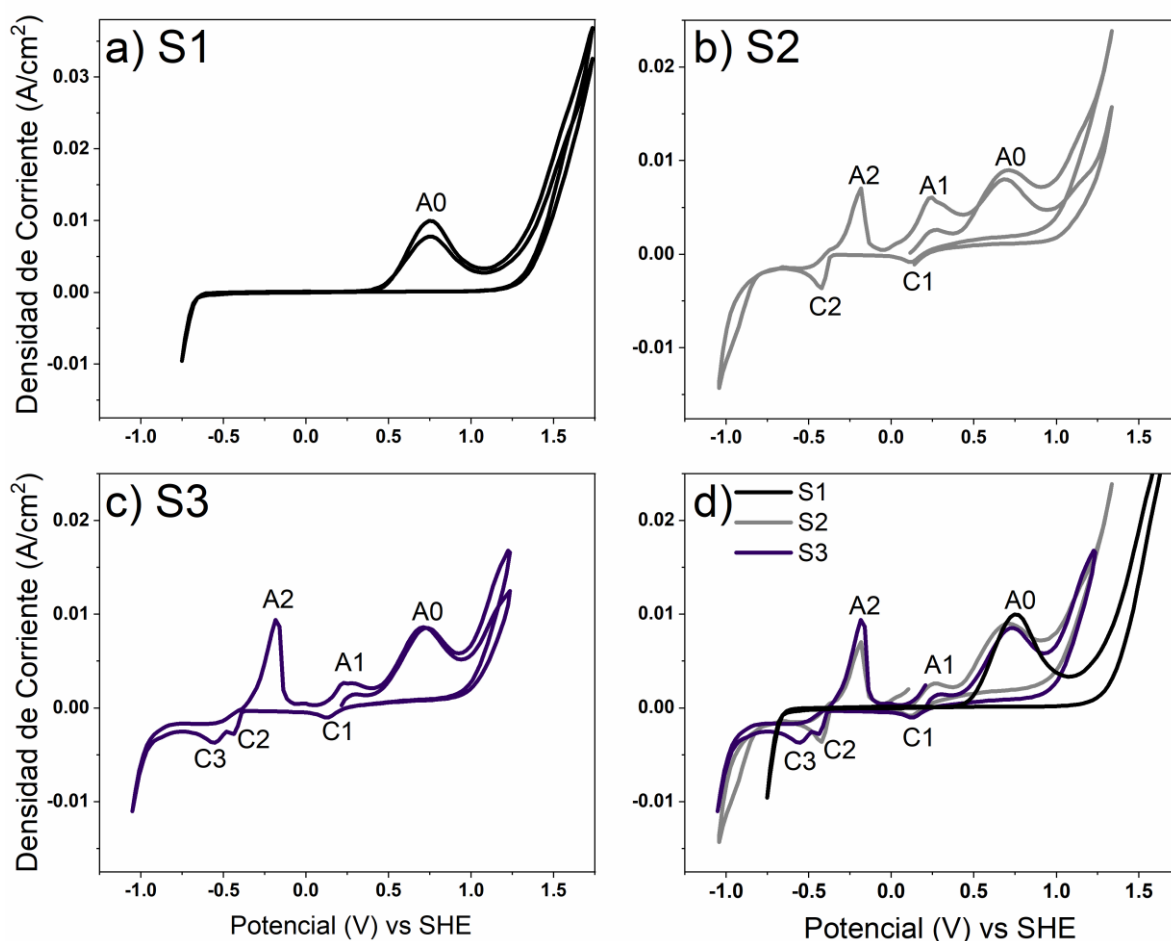 a) S1
A0
Densidad de Corriente (A/cm²)
0.03
0.02
0.01
0.00
-0.01
-1.0 -0.5 0.0 0.5 1.0 1.5
b) S2
A2 A1 A0
C2 C1
0.02
0.01
0.00
-0.01
-1.0 -0.5 0.0 0.5 1.0 1.5
c) S3
A2 A1 A0
C3 C2 C1
Densidad de Corriente (A/cm²)
0.02
0.01
0.00
-0.01
-1.0 -0.5 0.0 0.5 1.0 1.5
Potencial (V) vs SHE
d)
S1
S2
S3
A2 A1 A0
C3 C2 C1
0.02
0.01
0.00
-0.01
-1.0 -0.5 0.0 0.5 1.0 1.5
Potencial (V) vs SHE